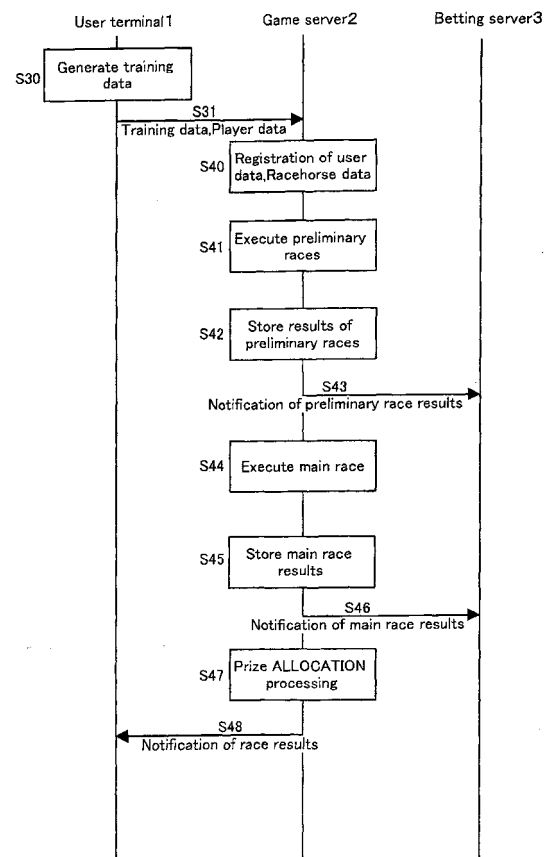 User terminal1
Game server2
Betting server3
S30
Generate training
data
S31
Training data,Player data
S40
Registration of user
data,Racehorse data
S41
Execute preliminary
races
S42
Store results of
preliminary races
S43
Notification of preliminary race results
S44
Execute main race
S45
Store main race
results
S46
Notification of main race results
S47
Prize ALLOCATION
processing
S48
Notification of race results